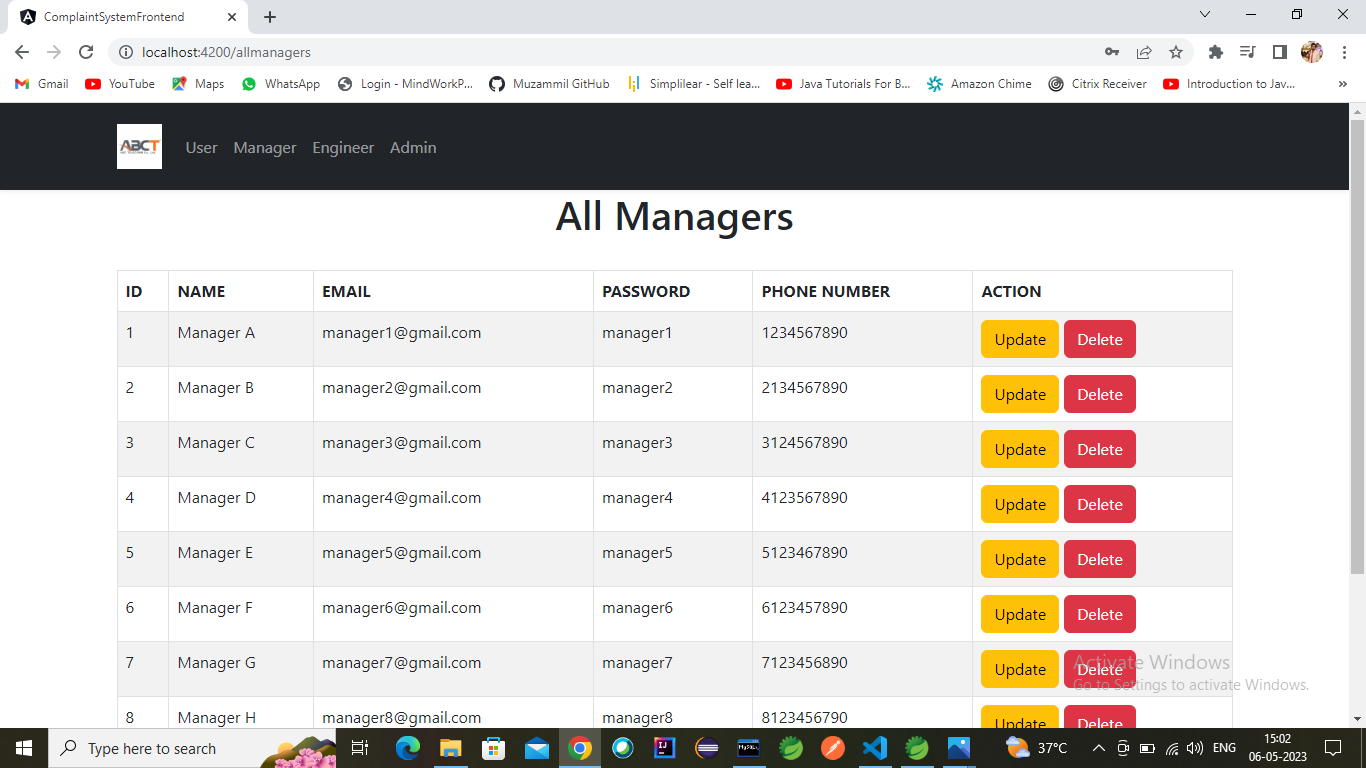 ComplaintSystemFrontend
localhost:4200/allmanagers
Gmail YouTube Maps WhatsApp Login - MindWorkP... Muzammil GitHub Simplilear - Self lea... Java Tutorials For B... Amazon Chime Citrix Receiver Introduction to Jav... »
ABCT User Manager Engineer Admin
All Managers
ID NAME EMAIL PASSWORD PHONE NUMBER ACTION
1 Manager A manager1@gmail.com manager1 1234567890 Update Delete
2 Manager B manager2@gmail.com manager2 2134567890 Update Delete
3 Manager C manager3@gmail.com manager3 3124567890 Update Delete
4 Manager D manager4@gmail.com manager4 4123567890 Update Delete
5 Manager E manager5@gmail.com manager5 5123467890 Update Delete
6 Manager F manager6@gmail.com manager6 6123457890 Update Delete
7 Manager G manager7@gmail.com manager7 7123456890 Update Delete
Activate Windows
Go to Settings to activate Windows.
8 Manager H manager8@gmail.com manager8 8123456790 Update Delete
Type here to search
37°C
ENG
15:02
06-05-2023